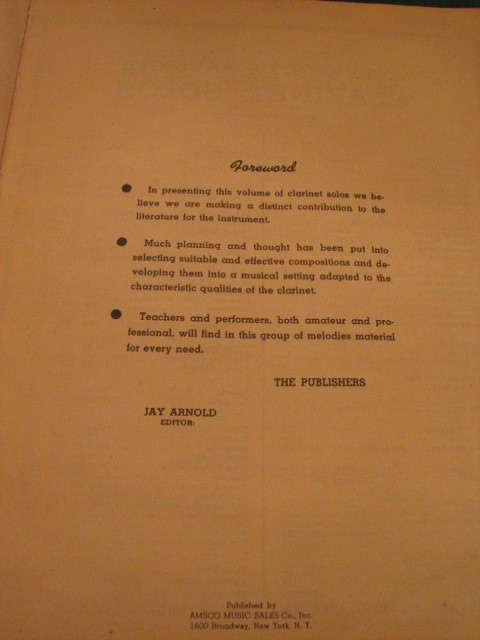 Foreword
● In presenting this volume of clarinet solos we be-
lieve we are making a distinct contribution to the
literature for the instrument.
● Much planning and thought has been put into
selecting suitable and effective compositions and de-
veloping them into a musical setting adapted to the
characteristic qualities of the clarinet.
● Teachers and performers, both amateur and pro-
fessional, will find in this group of melodies material
for every need.
THE PUBLISHERS
JAY ARNOLD
EDITOR:
Published by
AMSCO MUSIC SALES Co., Inc.
1600 Broadway, New York, N. Y.